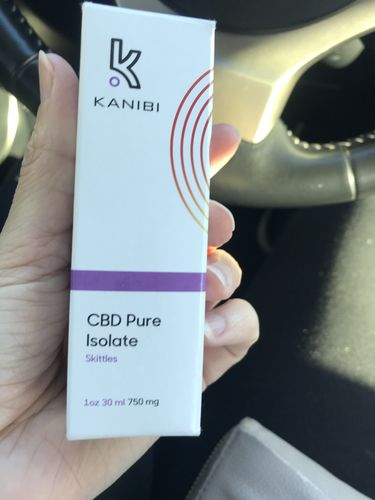 KANIBI
CBD Pure
Isolate
Skittles
1oz 30 ml 750 mg